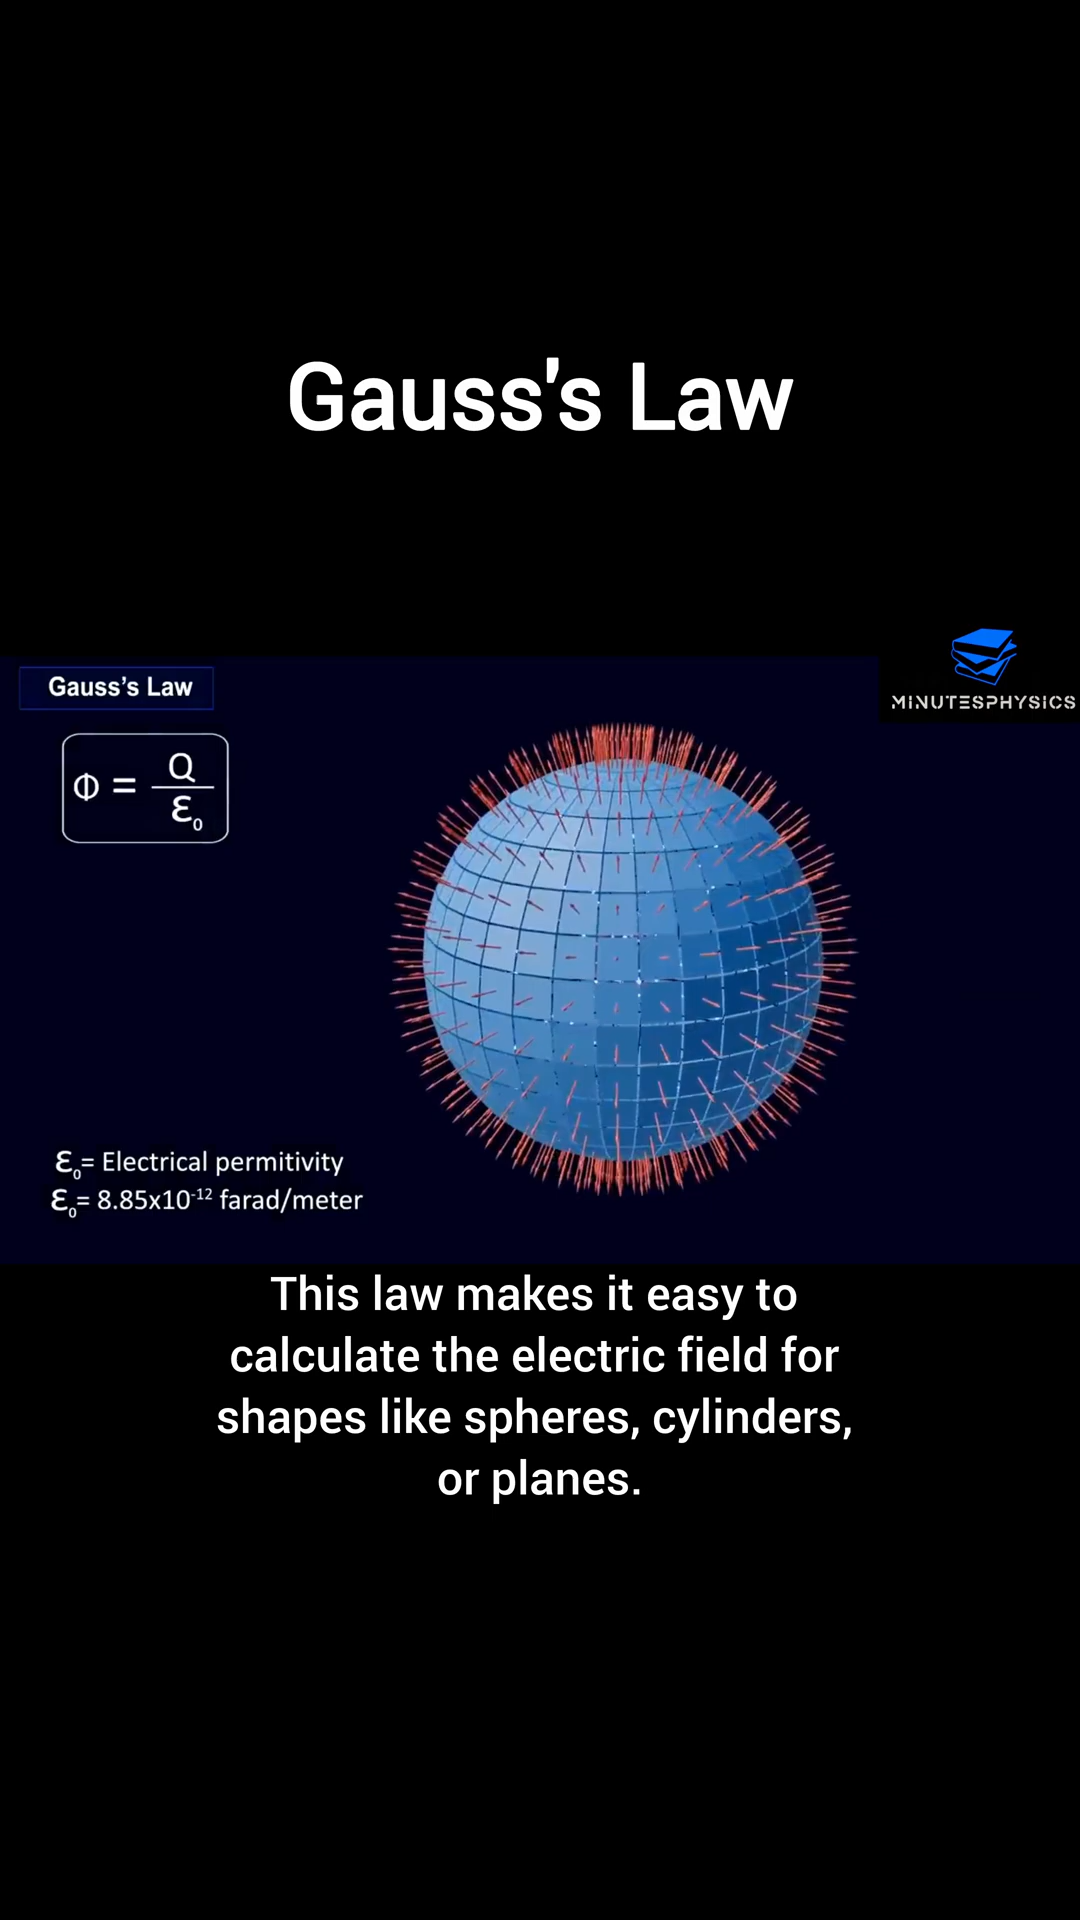 Gauss's Law
MINUTESPHYSICS
Gauss's Law
Φ = Q / ε₀
ε₀= Electrical permitivity
ε₀= 8.85x10⁻¹² farad/meter
This law makes it easy to
calculate the electric field for
shapes like spheres, cylinders,
or planes.